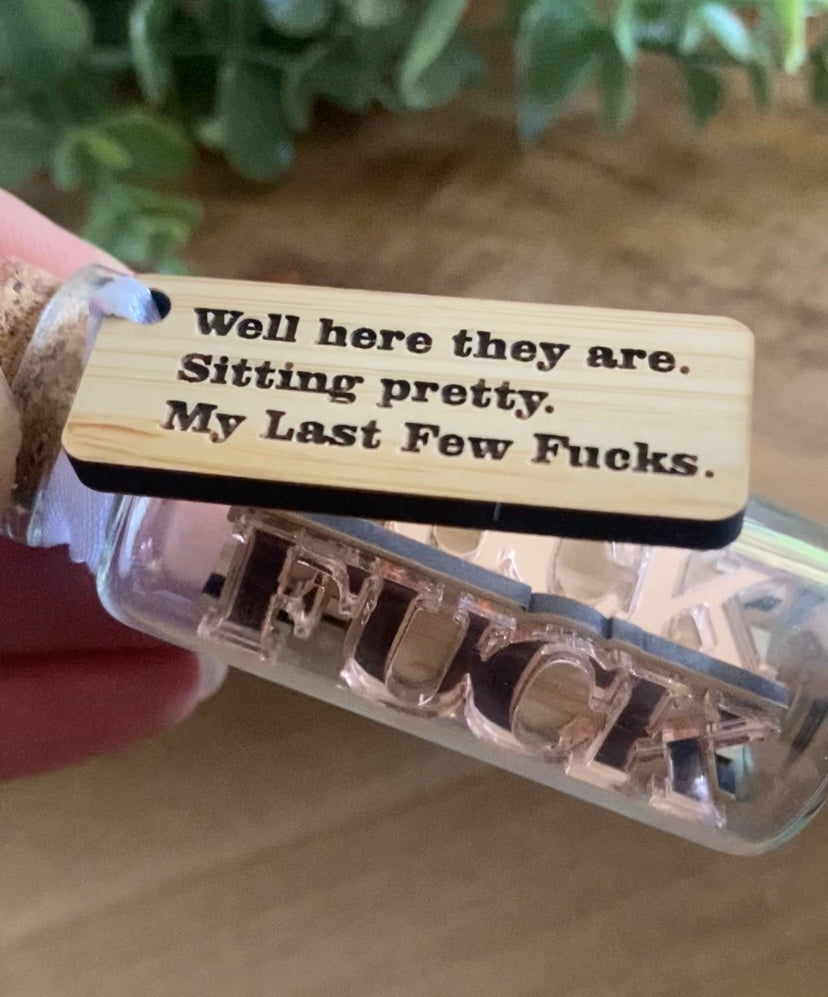 Well here they are.
Sitting pretty.
My Last Few Fucks.
FUCK